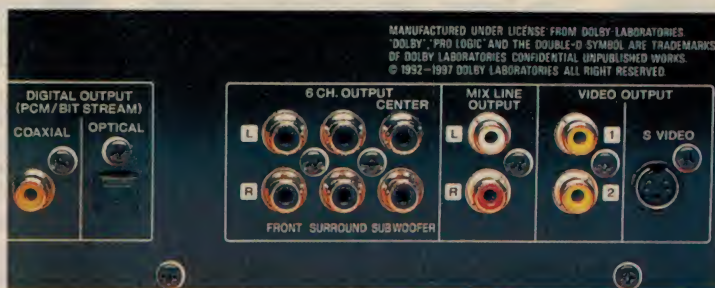 MANUFACTURED UNDER LICENSE FROM DOLBY LABORATORIES.
"DOLBY", "PRO LOGIC" AND THE DOUBLE-D SYMBOL ARE TRADEMARKS
OF DOLBY LABORATORIES CONFIDENTIAL UNPUBLISHED WORKS.
© 1992–1997 DOLBY LABORATORIES ALL RIGHT RESERVED.
DIGITAL OUTPUT
(PCM/BIT STREAM)
COAXIAL
OPTICAL
6 CH. OUTPUT
CENTER
L
R
FRONT SURROUND SUBWOOFER
MIX LINE
OUTPUT
L
R
VIDEO OUTPUT
1
2
S VIDEO